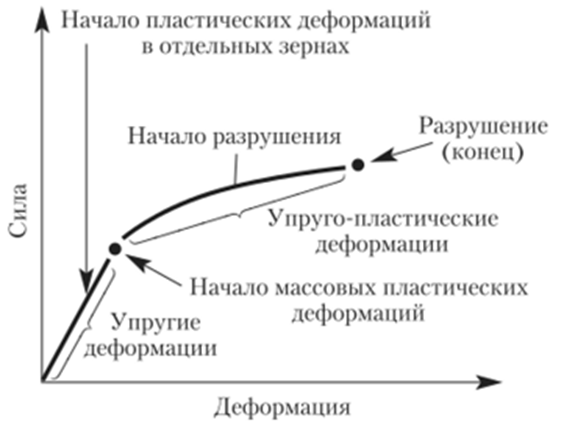 Начало пластических деформаций
в отдельных зернах
Начало разрушения
Разрушение
(конец)
Сила
Упруго-пластические
деформации
Начало массовых пластических
деформаций
Упругие
деформации
Деформация